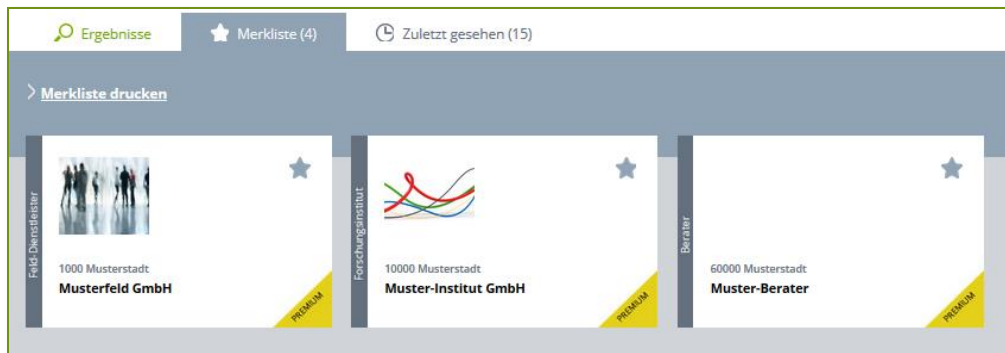 Ergebnisse
Merkliste (4)
Zuletzt gesehen (15)
Merkliste drucken
Feld-Dienstleister
1000 Musterstadt
Musterfeld GmbH
PREMIUM
Forschungsinstitut
10000 Musterstadt
Muster-Institut GmbH
PREMIUM
Berater
60000 Musterstadt
Muster-Berater
PREMIUM